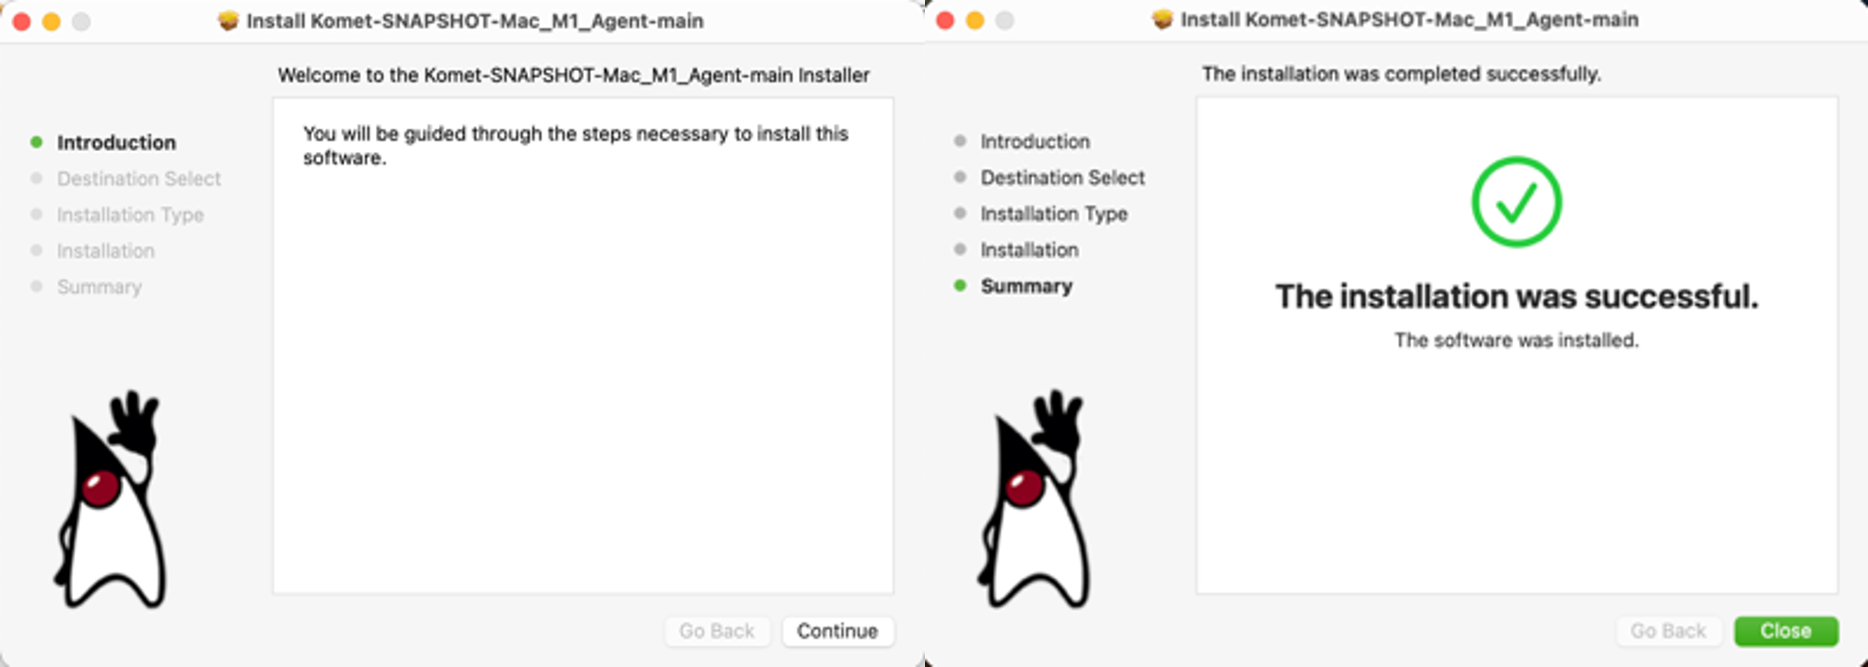 Install Komet-SNAPSHOT-Mac_M1_Agent-main
Welcome to the Komet-SNAPSHOT-Mac_M1_Agent-main Installer
Introduction
Destination Select
Installation Type
Installation
Summary
You will be guided through the steps necessary to install this
software.
Go Back
Continue
Install Komet-SNAPSHOT-Mac_M1_Agent-main
The installation was completed successfully.
Introduction
Destination Select
Installation Type
Installation
Summary
The installation was successful.
The software was installed.
Go Back
Close